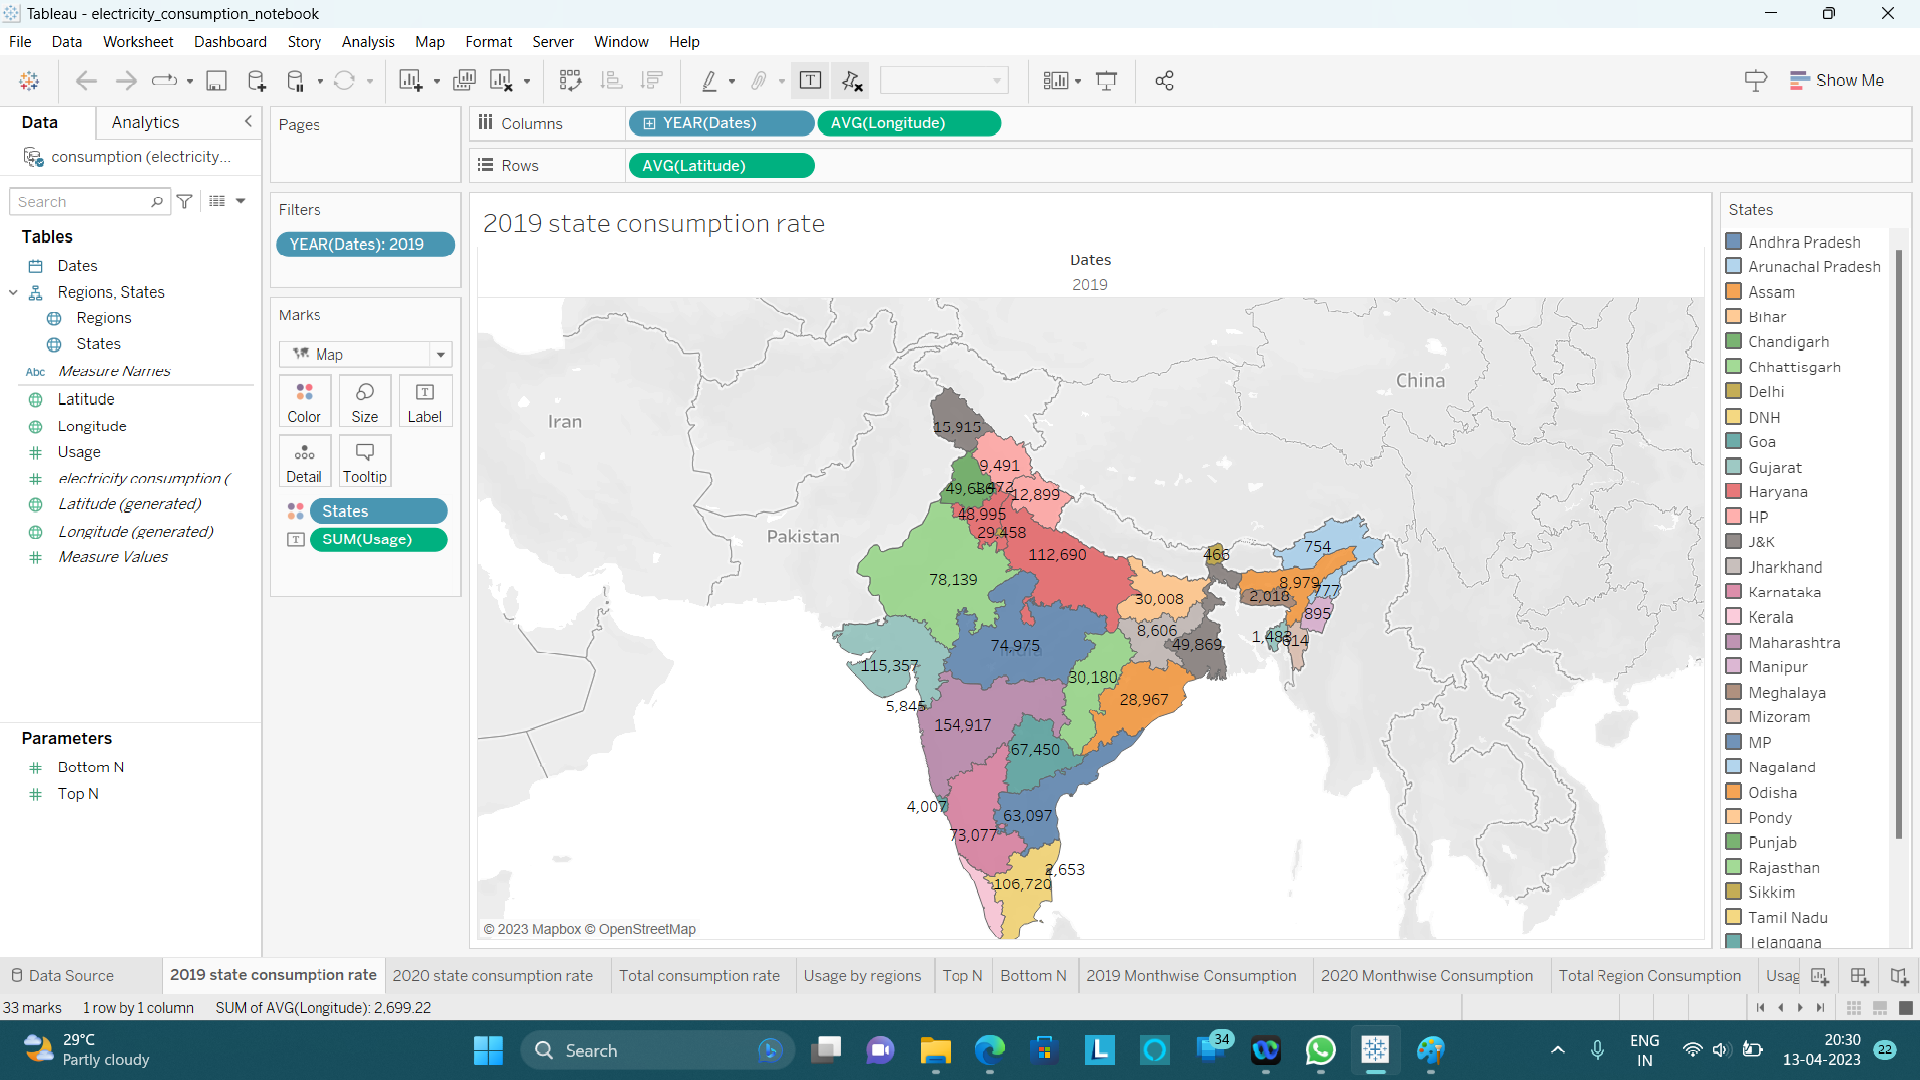 Tableau - electricity_consumption_notebook
File Data Worksheet Dashboard Story Analysis Map Format Server Window Help
Show Me
Data Analytics
consumption (electricity...
Search
Tables
Dates
Regions, States
Regions
States
Abc Measure Names
Latitude
Longitude
Usage
electricity consumption (
Latitude (generated)
Longitude (generated)
Measure Values
Parameters
Bottom N
Top N
Pages
Filters
YEAR(Dates): 2019
Marks
Map
Color Size Label
Detail Tooltip
States
SUM(Usage)
Columns YEAR(Dates) AVG(Longitude)
Rows AVG(Latitude)
2019 state consumption rate
Dates
2019
Iran
Pakistan
China
15,915
9,491
12,899
48,995
29,458
112,690
78,139
466
754
8,979
777
2,018
895
30,008
8,606
49,869
74,975
115,357
30,180
28,967
5,845
154,917
67,450
4,007
63,097
73,077
2,653
106,720
© 2023 Mapbox © OpenStreetMap
States
Andhra Pradesh
Arunachal Pradesh
Assam
Bihar
Chandigarh
Chhattisgarh
Delhi
DNH
Goa
Gujarat
Haryana
HP
J&K
Jharkhand
Karnataka
Kerala
Maharashtra
Manipur
Meghalaya
Mizoram
MP
Nagaland
Odisha
Pondy
Punjab
Rajasthan
Sikkim
Tamil Nadu
Telangana
Data Source 2019 state consumption rate 2020 state consumption rate Total consumption rate Usage by regions Top N Bottom N 2019 Monthwise Consumption 2020 Monthwise Consumption Total Region Consumption Usag
33 marks 1 row by 1 column SUM of AVG(Longitude): 2,699.22
29°C
Partly cloudy
Search
34
ENG
IN
20:30
13-04-2023
22